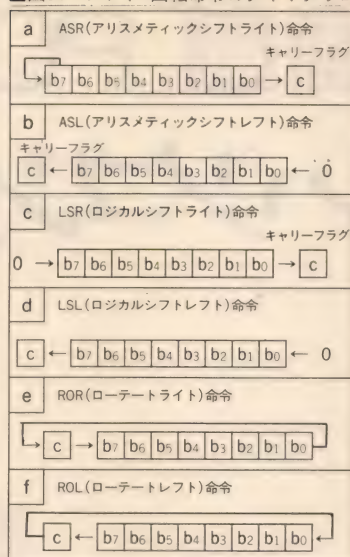 a ASR(アリスメティックシフトライト)命令
キャリーフラグ
b7 b6 b5 b4 b3 b2 b1 b0 → c
b ASL(アリスメティックシフトレフト)命令
キャリーフラグ
c ← b7 b6 b5 b4 b3 b2 b1 b0 ← 0
c LSR(ロジカルシフトライト)命令
キャリーフラグ
0 → b7 b6 b5 b4 b3 b2 b1 b0 → c
d LSL(ロジカルシフトレフト)命令
c ← b7 b6 b5 b4 b3 b2 b1 b0 ← 0
e ROR(ローテートライト)命令
c → b7 b6 b5 b4 b3 b2 b1 b0
f ROL(ローテートレフト)命令
c ← b7 b6 b5 b4 b3 b2 b1 b0